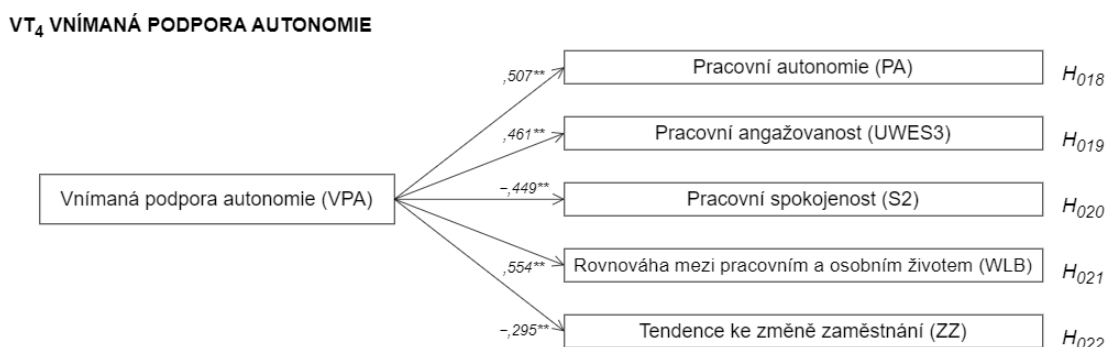 VT4 VNÍMANÁ PODPORA AUTONOMIE
Pracovní autonomie (PA)
,507**
H018
Pracovní angažovanost (UWES3)
,461**
H019
Vnímaná podpora autonomie (VPA)
–,449**
Pracovní spokojenost (S2)
H020
,554**
Rovnováha mezi pracovním a osobním životem (WLB)
H021
–,295**
Tendence ke změně zaměstnání (ZZ)
H022